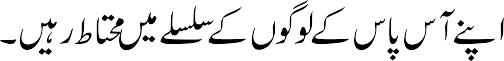 اپنے آس پاس کے لوگوں کے سلسلے میں محتاط رہیں۔